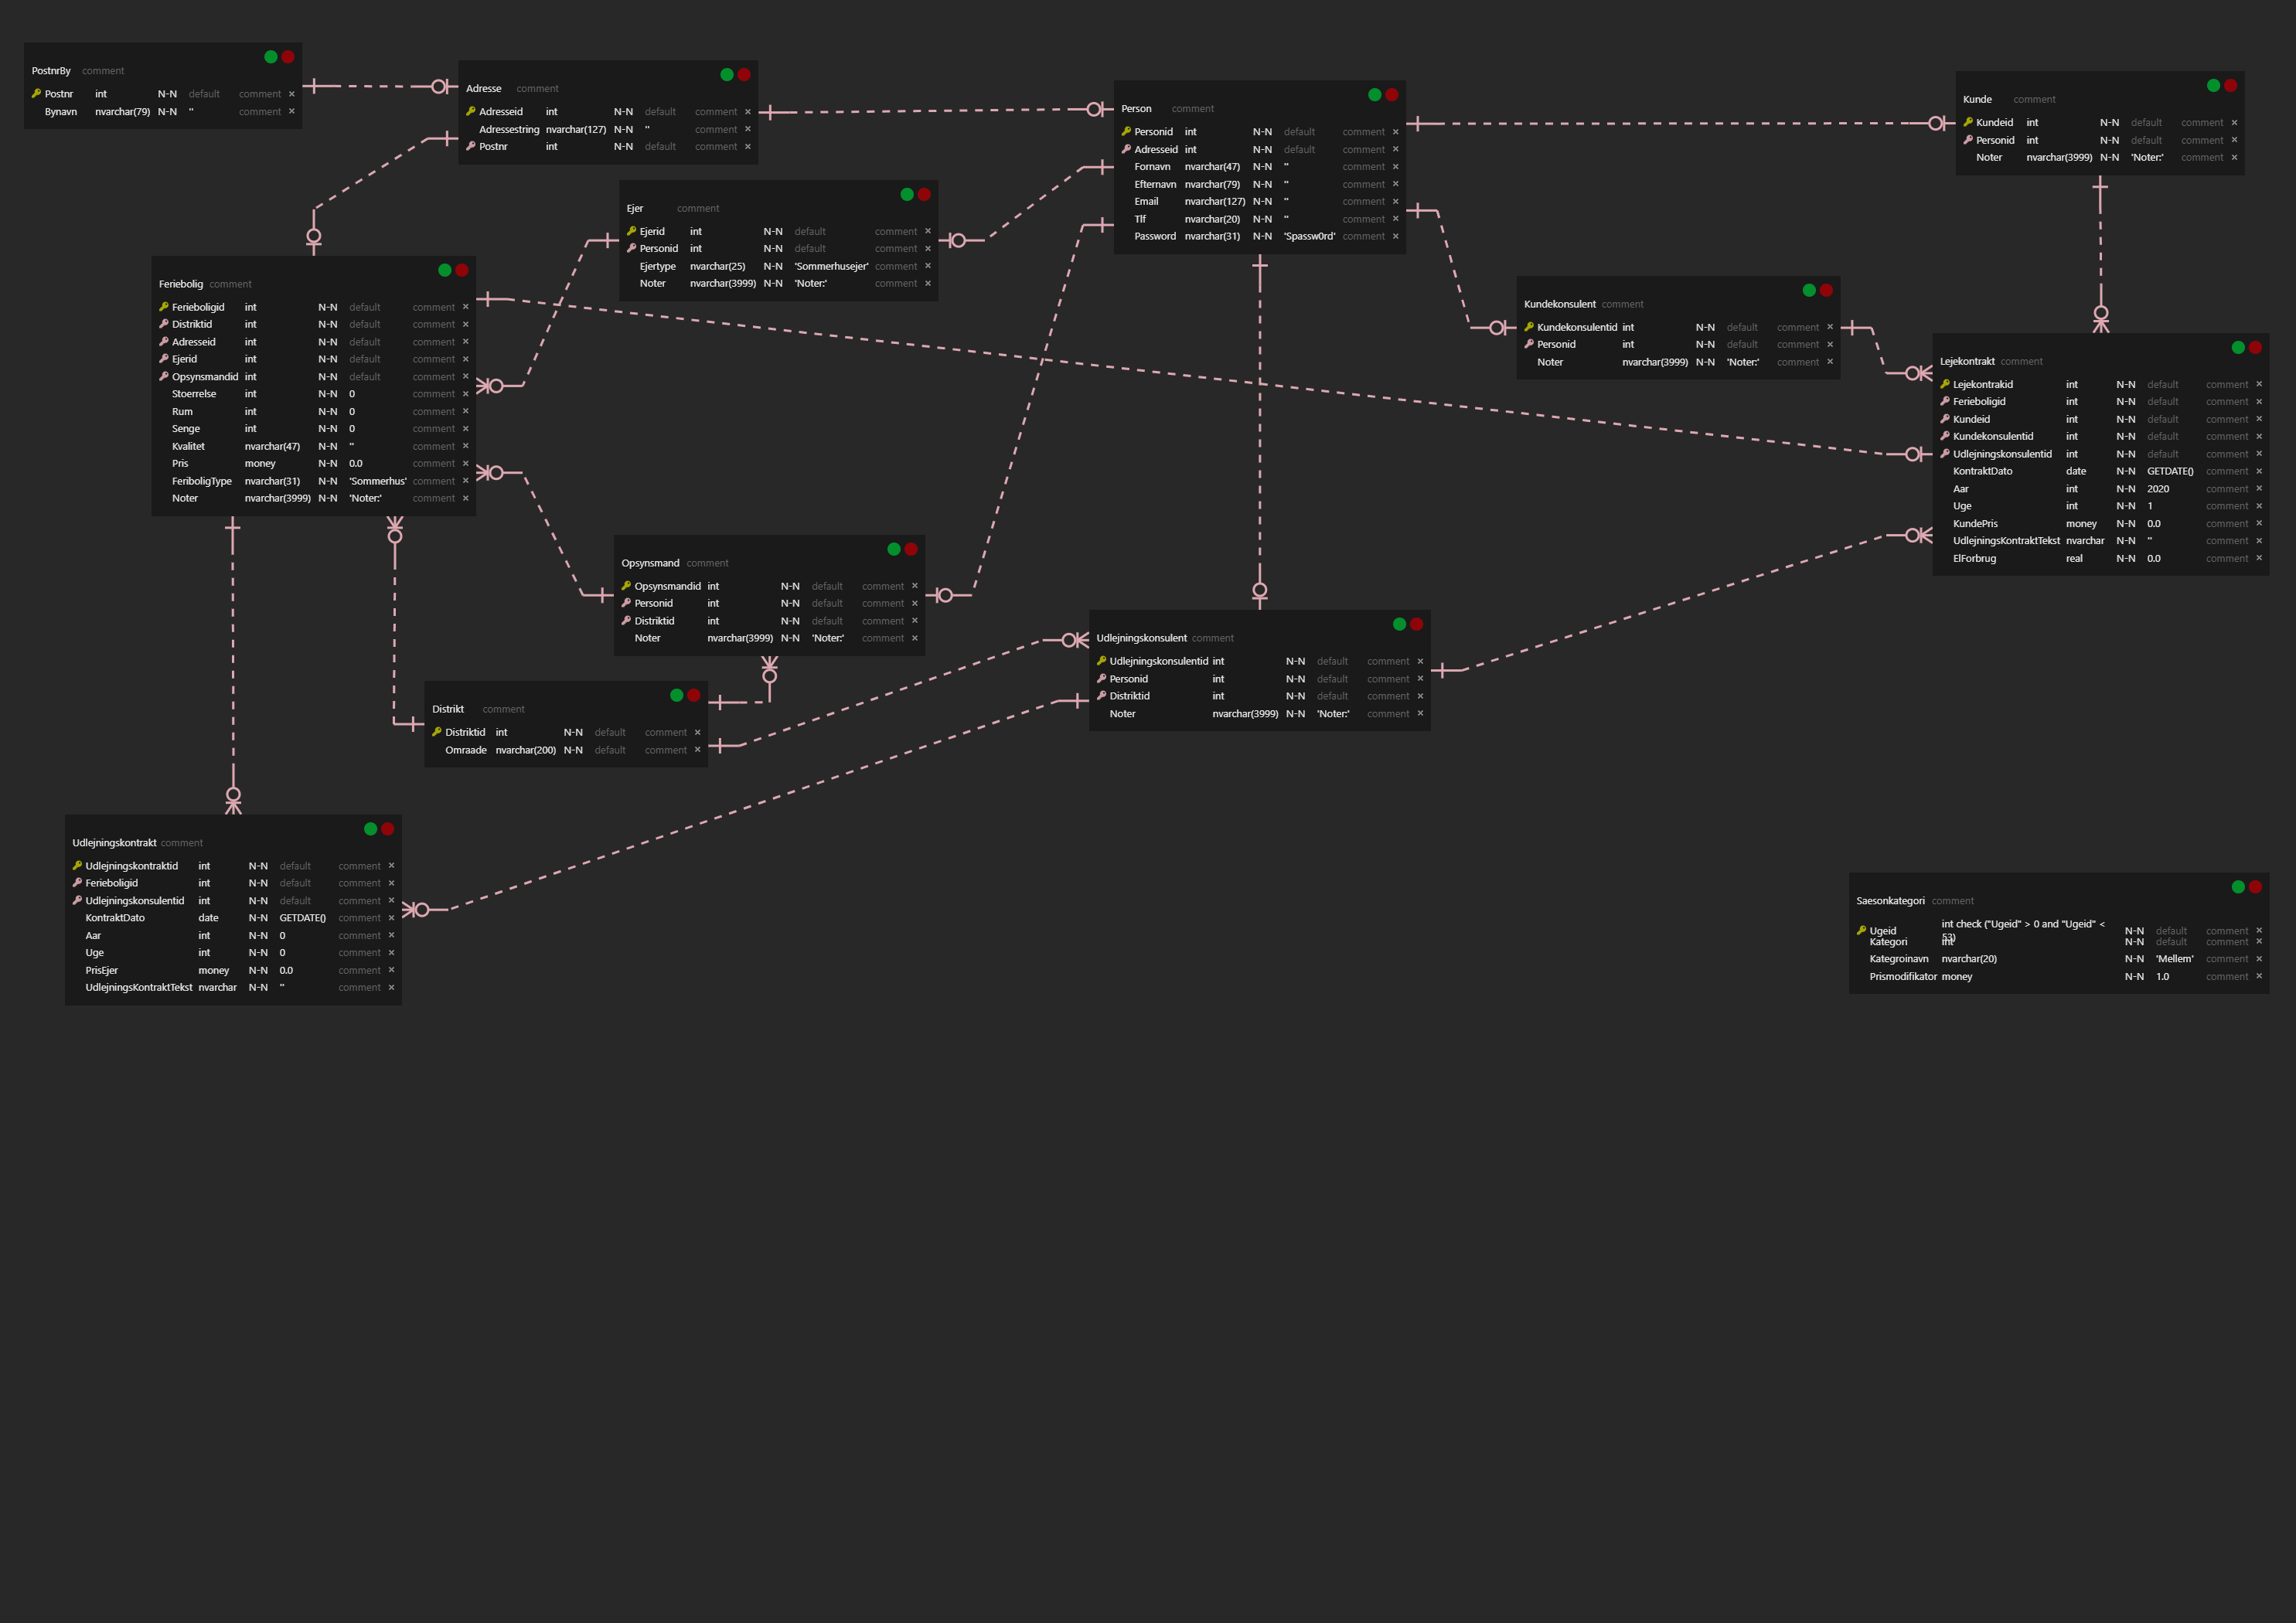 PostnrBy comment
Postnr int N-N default comment ×
Bynavn nvarchar(79) N-N '' comment ×
Adresse comment
Adresseid int N-N default comment ×
Adressestring nvarchar(127) N-N '' comment ×
Postnr int N-N default comment ×
Person comment
Personid int N-N default comment ×
Adresseid int N-N default comment ×
Fornavn nvarchar(47) N-N '' comment ×
Efternavn nvarchar(79) N-N '' comment ×
Email nvarchar(127) N-N '' comment ×
Tlf nvarchar(20) N-N '' comment ×
Password nvarchar(31) N-N 'Spassw0rd' comment ×
Kunde comment
Kundeid int N-N default comment ×
Personid int N-N default comment ×
Noter nvarchar(3999) N-N 'Noter:' comment ×
Ejer comment
Ejerid int N-N default comment ×
Personid int N-N default comment ×
Ejertype nvarchar(25) N-N 'Sommerhusejer' comment ×
Noter nvarchar(3999) N-N 'Noter:' comment ×
Feriebolig comment
Ferieboligid int N-N default comment ×
Distriktid int N-N default comment ×
Adresseid int N-N default comment ×
Ejerid int N-N default comment ×
Opsynsmandid int N-N default comment ×
Stoerrelse int N-N 0 comment ×
Rum int N-N 0 comment ×
Senge int N-N 0 comment ×
Kvalitet nvarchar(47) N-N '' comment ×
Pris money N-N 0.0 comment ×
FeriboligType nvarchar(31) N-N 'Sommerhus' comment ×
Noter nvarchar(3999) N-N 'Noter:' comment ×
Kundekonsulent comment
Kundekonsulentid int N-N default comment ×
Personid int N-N default comment ×
Noter nvarchar(3999) N-N 'Noter:' comment ×
Lejekontrakt comment
Lejekontrakid int N-N default comment ×
Ferieboligid int N-N default comment ×
Kundeid int N-N default comment ×
Kundekonsulentid int N-N default comment ×
Udlejningskonsulentid int N-N default comment ×
KontraktDato date N-N GETDATE() comment ×
Aar int N-N 2020 comment ×
Uge int N-N 1 comment ×
KundePris money N-N 0.0 comment ×
UdlejningsKontraktTekst nvarchar N-N '' comment ×
ElForbrug real N-N 0.0 comment ×
Opsynsmand comment
Opsynsmandid int N-N default comment ×
Personid int N-N default comment ×
Distriktid int N-N default comment ×
Noter nvarchar(3999) N-N 'Noter:' comment ×
Udlejningskonsulent comment
Udlejningskonsulentid int N-N default comment ×
Personid int N-N default comment ×
Distriktid int N-N default comment ×
Noter nvarchar(3999) N-N 'Noter:' comment ×
Distrikt comment
Distriktid int N-N default comment ×
Omraade nvarchar(200) N-N default comment ×
Udlejningskontrakt comment
Udlejningskontraktid int N-N default comment ×
Ferieboligid int N-N default comment ×
Udlejningskonsulentid int N-N default comment ×
KontraktDato date N-N GETDATE() comment ×
Aar int N-N 0 comment ×
Uge int N-N 0 comment ×
PrisEjer money N-N 0.0 comment ×
UdlejningsKontraktTekst nvarchar N-N '' comment ×
Saesonkategori comment
Ugeid int check ("Ugeid" > 0 and "Ugeid" < 53) N-N default comment ×
Kategori int N-N default comment ×
Kategroinavn nvarchar(20) N-N 'Mellem' comment ×
Prismodifikator money N-N 1.0 comment ×